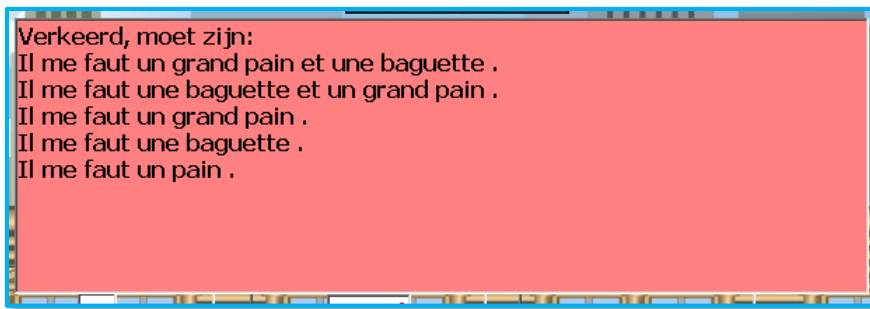 Verkeerd, moet zijn:
Il me faut un grand pain et une baguette .
Il me faut une baguette et un grand pain .
Il me faut un grand pain .
Il me faut une baguette .
Il me faut un pain .